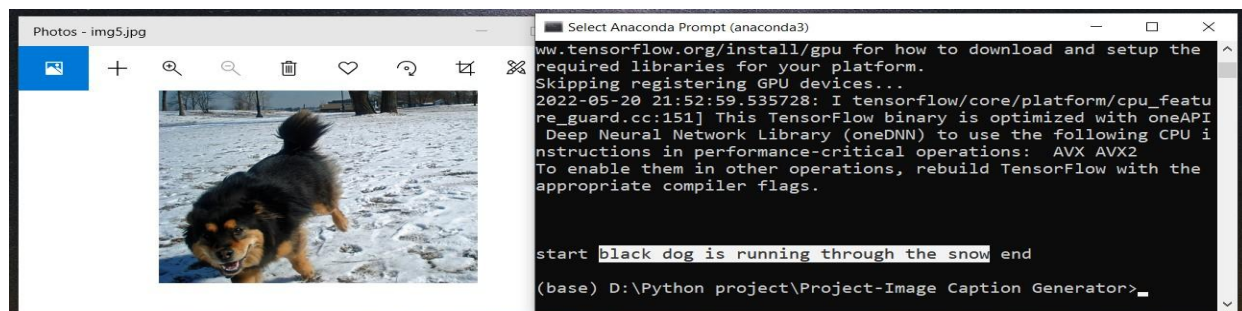 Photos - img5.jpg
Select Anaconda Prompt (anaconda3)
ww.tensorflow.org/install/gpu for how to download and setup the
required libraries for your platform.
Skipping registering GPU devices...
2022-05-20 21:52:59.535728: I tensorflow/core/platform/cpu_featu
re_guard.cc:151] This TensorFlow binary is optimized with oneAPI
Deep Neural Network Library (oneDNN) to use the following CPU i
nstructions in performance-critical operations:  AVX AVX2
To enable them in other operations, rebuild TensorFlow with the
appropriate compiler flags.
start black dog is running through the snow end
(base) D:\Python project\Project-Image Caption Generator>